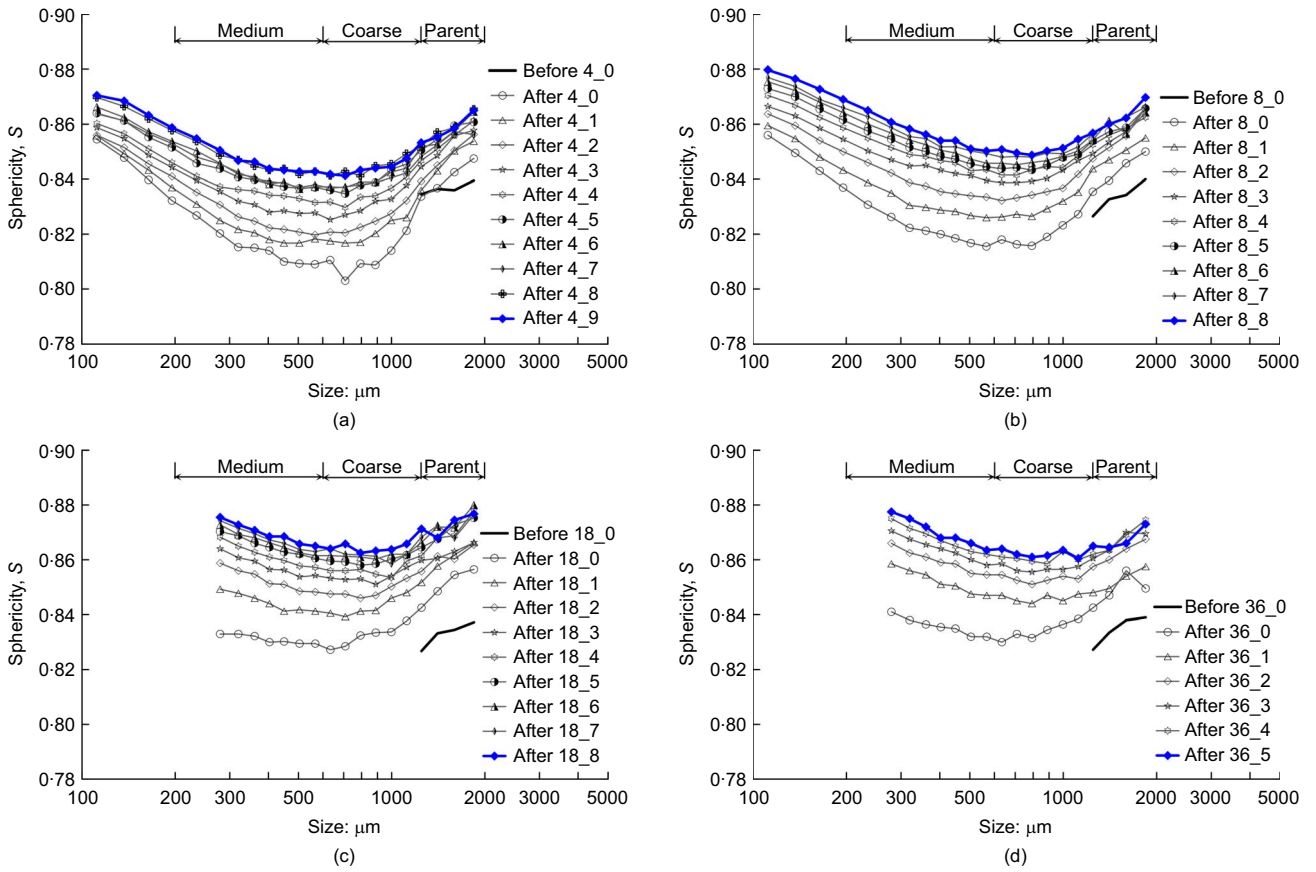 0·90
0·88
0·86
0·84
0·82
0·80
0·78
Sphericity, S
Medium Coarse Parent
Before 4_0
After 4_0
After 4_1
After 4_2
After 4_3
After 4_4
After 4_5
After 4_6
After 4_7
After 4_8
After 4_9
100 200 300 500 1000 2000 5000
Size: μm
(a)
0·90
0·88
0·86
0·84
0·82
0·80
0·78
Sphericity, S
Medium Coarse Parent
Before 8_0
After 8_0
After 8_1
After 8_2
After 8_3
After 8_4
After 8_5
After 8_6
After 8_7
After 8_8
100 200 300 500 1000 2000 5000
Size: μm
(b)
0·90
0·88
0·86
0·84
0·82
0·80
0·78
Sphericity, S
Medium Coarse Parent
Before 18_0
After 18_0
After 18_1
After 18_2
After 18_3
After 18_4
After 18_5
After 18_6
After 18_7
After 18_8
100 200 300 500 1000 2000 5000
Size: μm
(c)
0·90
0·88
0·86
0·84
0·82
0·80
0·78
Sphericity, S
Medium Coarse Parent
Before 36_0
After 36_0
After 36_1
After 36_2
After 36_3
After 36_4
After 36_5
100 200 300 500 1000 2000 5000
Size: μm
(d)